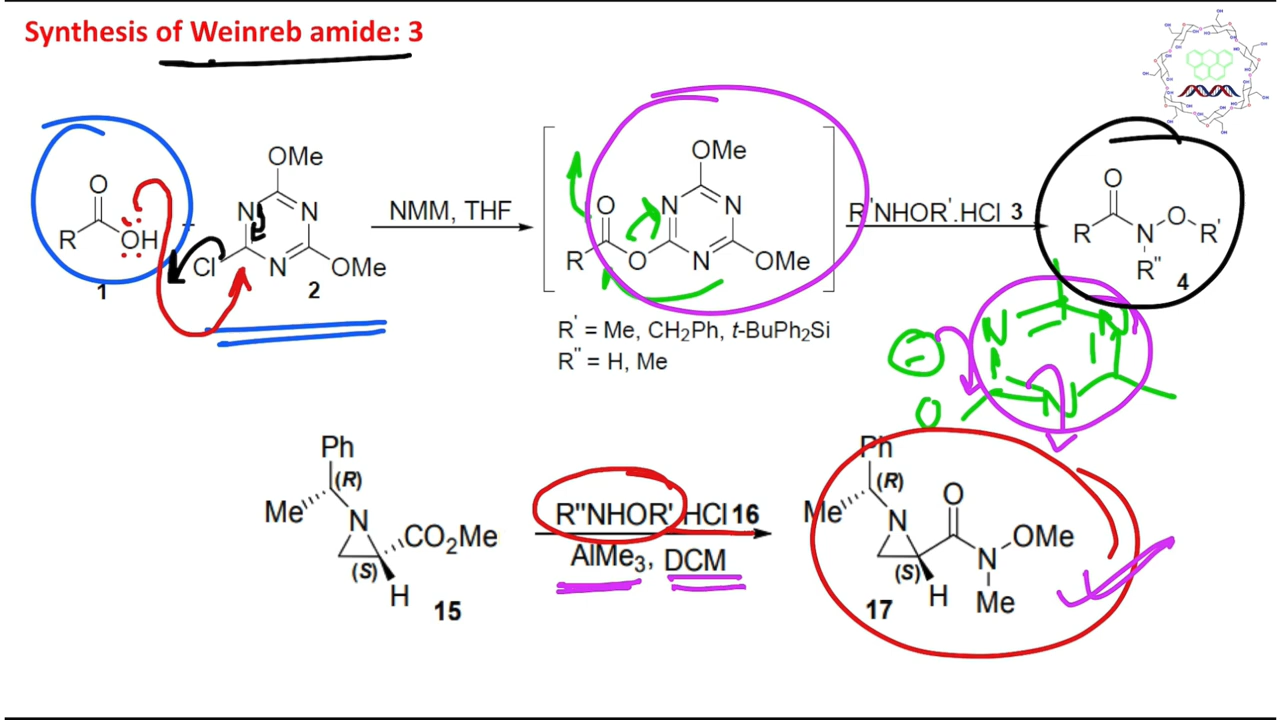 Synthesis of Weinreb amide: 3
O
R
OH
1
+
OMe
N
N
Cl
N
OMe
2
NMM, THF
O
R
O
OMe
N
N
N
OMe
R'NHOR'.HCl 3
O
R
N
O
R'
R"
4
R' = Me, CH2Ph, t-BuPh2Si
R" = H, Me
N
N
N
O
Ph
(R)
Me
N
CO2Me
(S)
H
15
R"NHOR' HCl 16
AlMe3, DCM
Ph
(R)
Me
N
O
N
OMe
(S)
H
Me
17